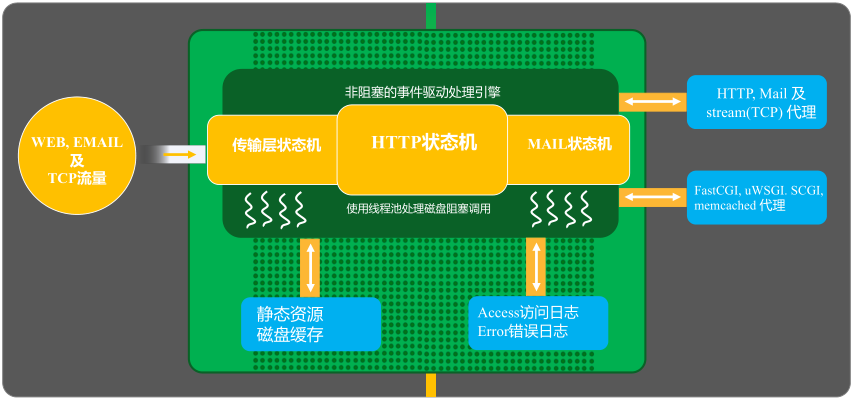 非阻塞的事件驱动处理引擎
HTTP, Mail 及
stream(TCP) 代理
WEB, EMAIL
及
TCP流量
传输层状态机
HTTP状态机
MAIL状态机
FastCGI, uWSGI. SCGI,
memcached 代理
使用线程池处理磁盘阻塞调用
静态资源
磁盘缓存
Access访问日志
Error错误日志